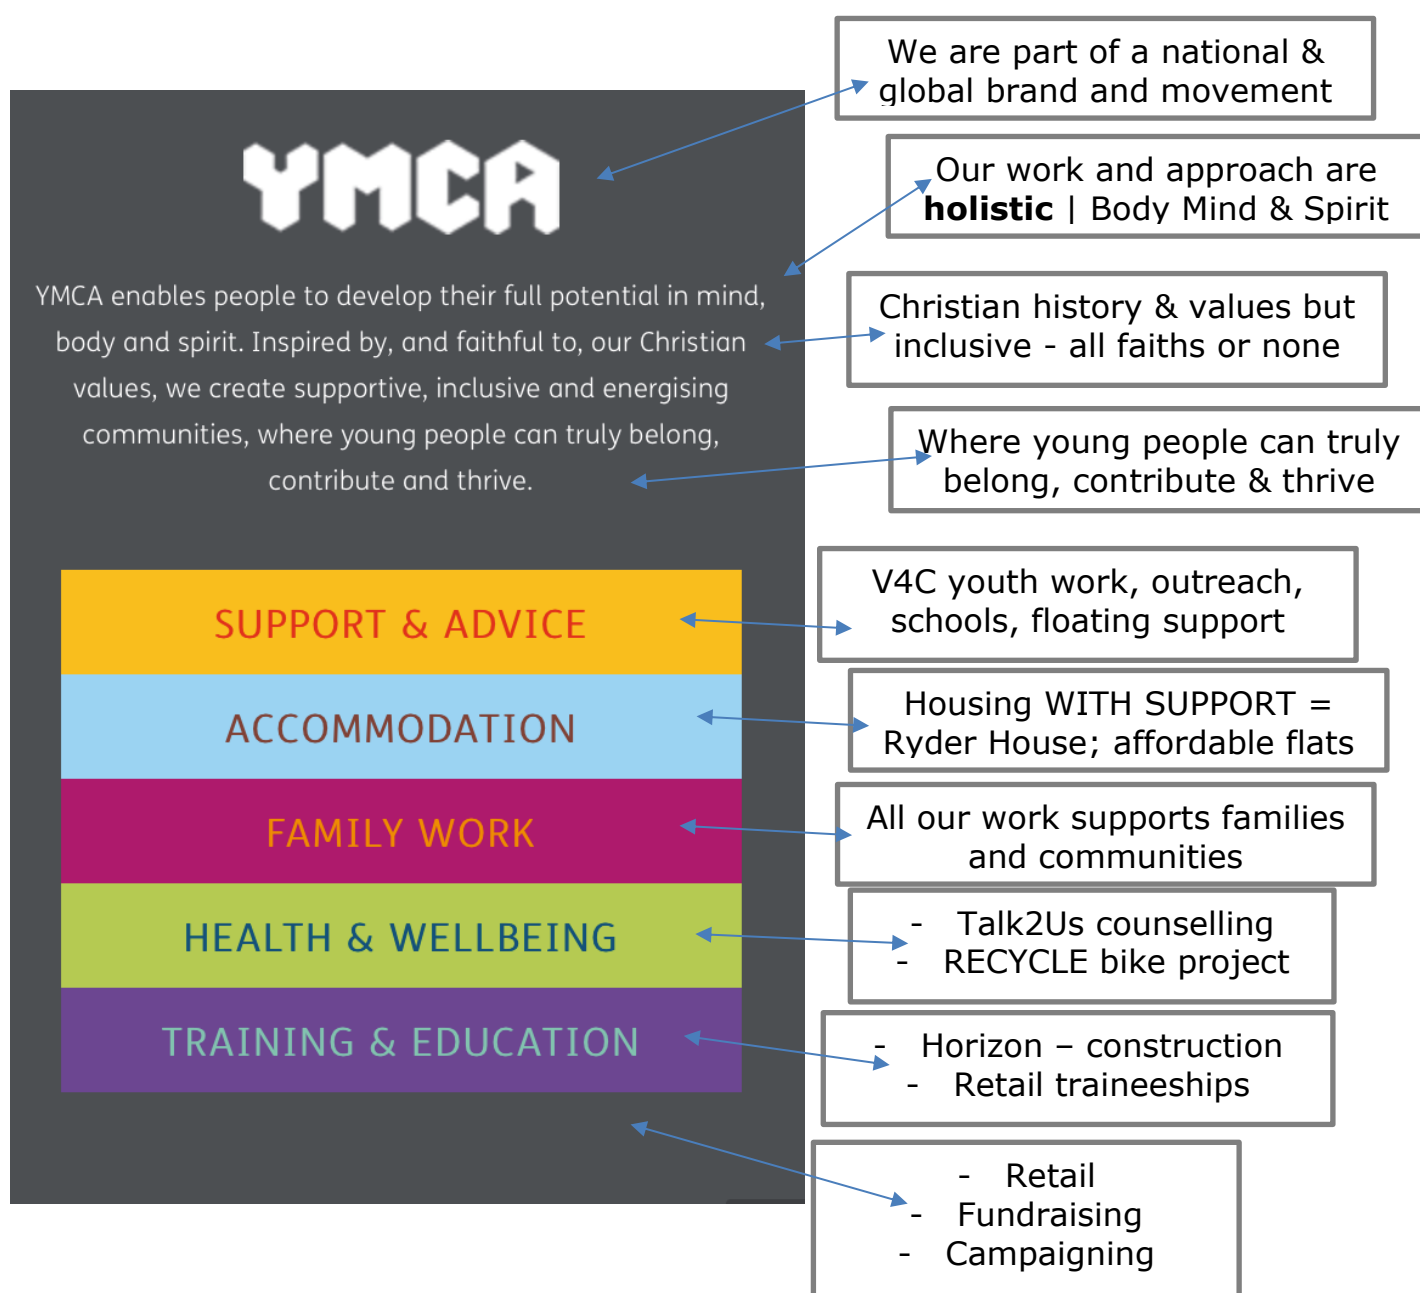 We are part of a national &
global brand and movement
YMCA
Our work and approach are
holistic | Body Mind & Spirit
YMCA enables people to develop their full potential in mind,
body and spirit. Inspired by, and faithful to, our Christian
values, we create supportive, inclusive and energising
communities, where young people can truly belong,
contribute and thrive.
Christian history & values but
inclusive - all faiths or none
Where young people can truly
belong, contribute & thrive
SUPPORT & ADVICE
V4C youth work, outreach,
schools, floating support
ACCOMMODATION
Housing WITH SUPPORT =
Ryder House; affordable flats
FAMILY WORK
All our work supports families
and communities
HEALTH & WELLBEING
- Talk2Us counselling
- RECYCLE bike project
TRAINING & EDUCATION
- Horizon – construction
- Retail traineeships
- Retail
- Fundraising
- Campaigning